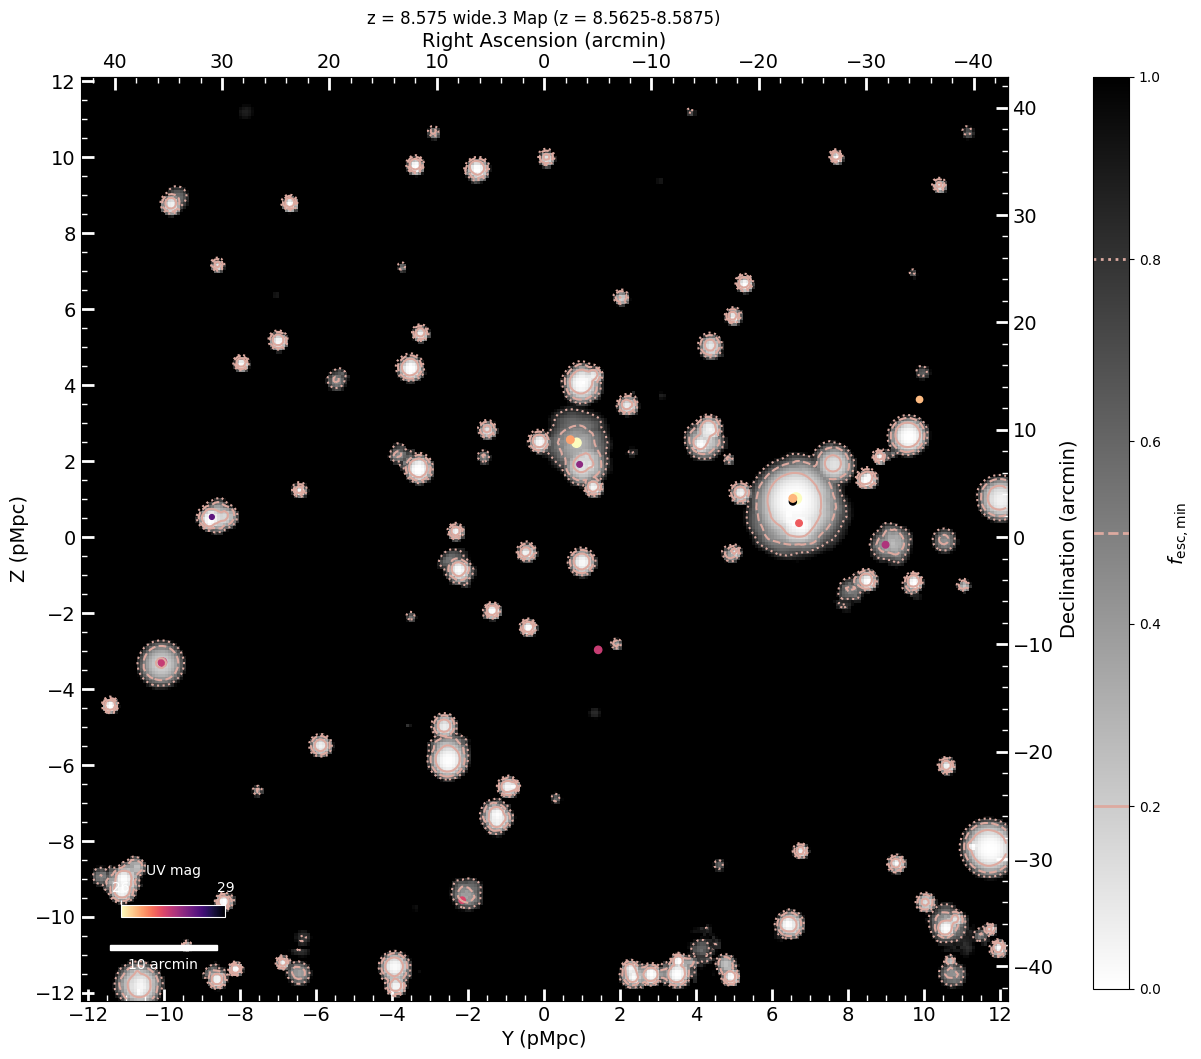 z = 8.575 wide.3 Map (z = 8.5625-8.5875)
Right Ascension (arcmin)
40 30 20 10 0 −10 −20 −30 −40
12
10
8
6
4
2
0
−2
−4
−6
−8
−10
−12
Z (pMpc)
40
30
20
10
0
−10
−20
−30
−40
Declination (arcmin)
1.0
0.8
0.6
0.4
0.2
0.0
fesc,min
UV mag
29
10 arcmin
−12 −10 −8 −6 −4 −2 0 2 4 6 8 10 12
Y (pMpc)